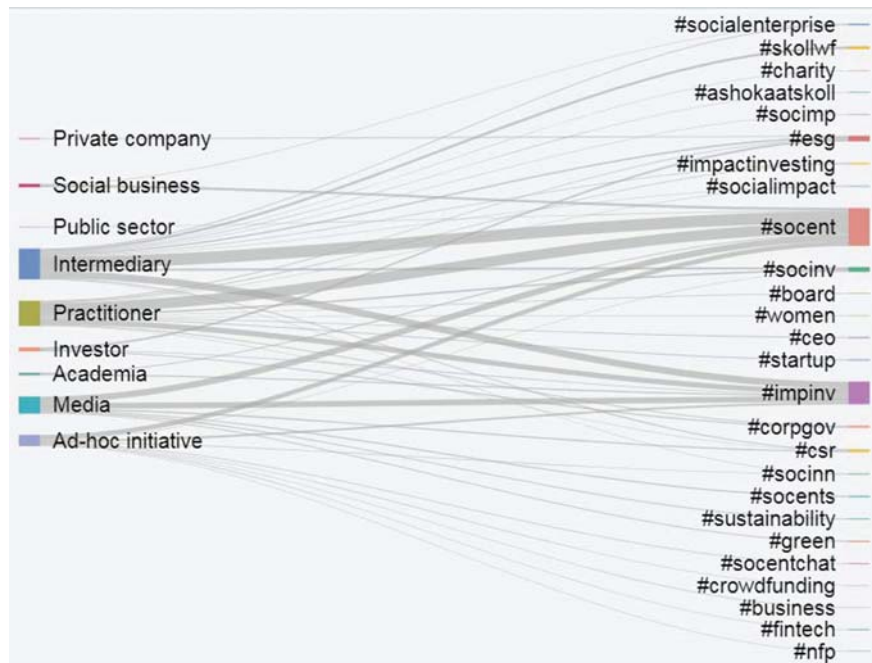 Private company
Social business
Public sector
Intermediary
Practitioner
Investor
Academia
Media
Ad-hoc initiative
#socialenterprise
#skollwf
#charity
#ashokaatskoll
#socimp
#esg
#impactinvesting
#socialimpact
#socent
#socinv
#board
#women
#ceo
#startup
#impinv
#corpgov
#csr
#socinn
#socents
#sustainability
#green
#socentchat
#crowdfunding
#business
#fintech
#nfp